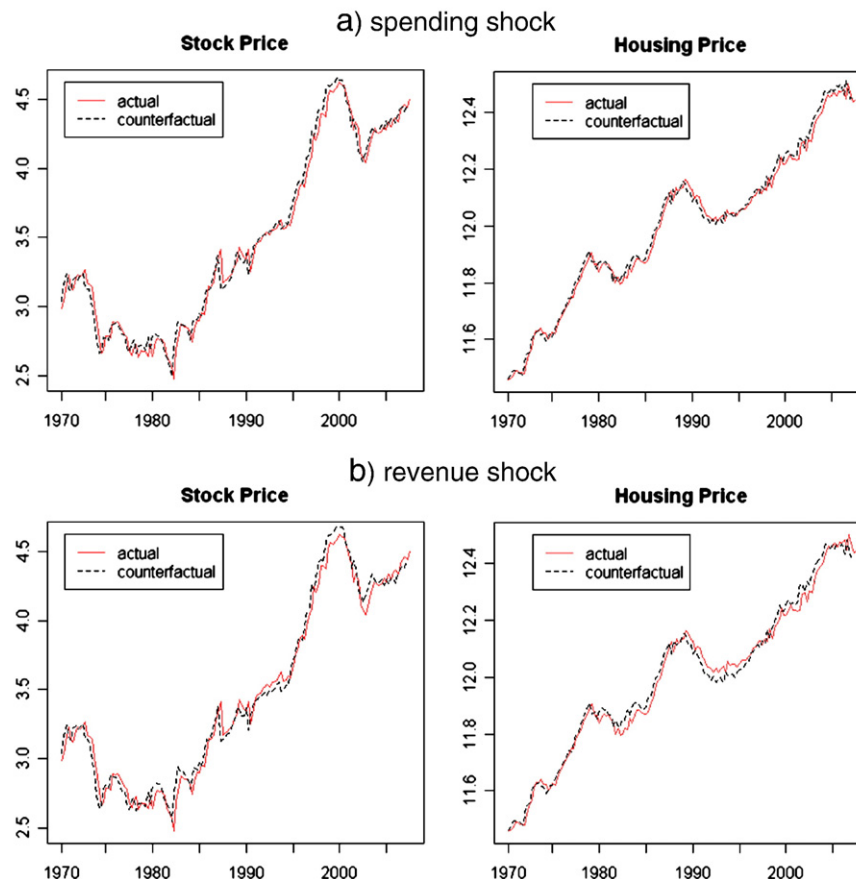 a) spending shock
Stock Price
actual
counterfactual
4.5
4.0
3.5
3.0
2.5
1970
1980
1990
2000
Housing Price
actual
counterfactual
12.4
12.2
12.0
11.8
11.6
1970
1980
1990
2000
b) revenue shock
Stock Price
actual
counterfactual
4.5
4.0
3.5
3.0
2.5
1970
1980
1990
2000
Housing Price
actual
counterfactual
12.4
12.2
12.0
11.8
11.6
1970
1980
1990
2000